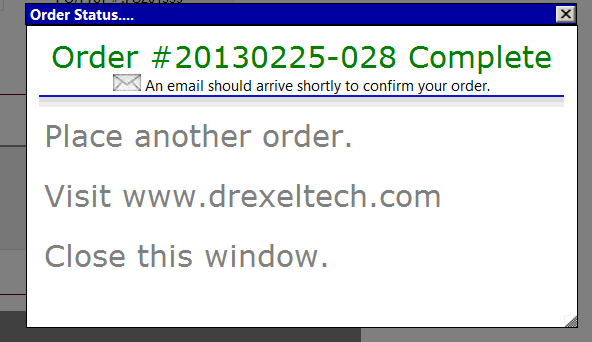 Order Status....
Order #20130225-028 Complete
An email should arrive shortly to confirm your order.
Place another order.
Visit www.drexeltech.com
Close this window.